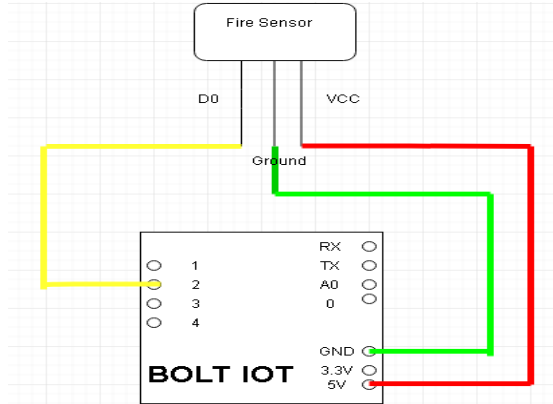 Fire Sensor
D0
VCC
Ground
RX
1
TX
2
A0
3
0
4
GND
BOLT IOT
3.3V
5V